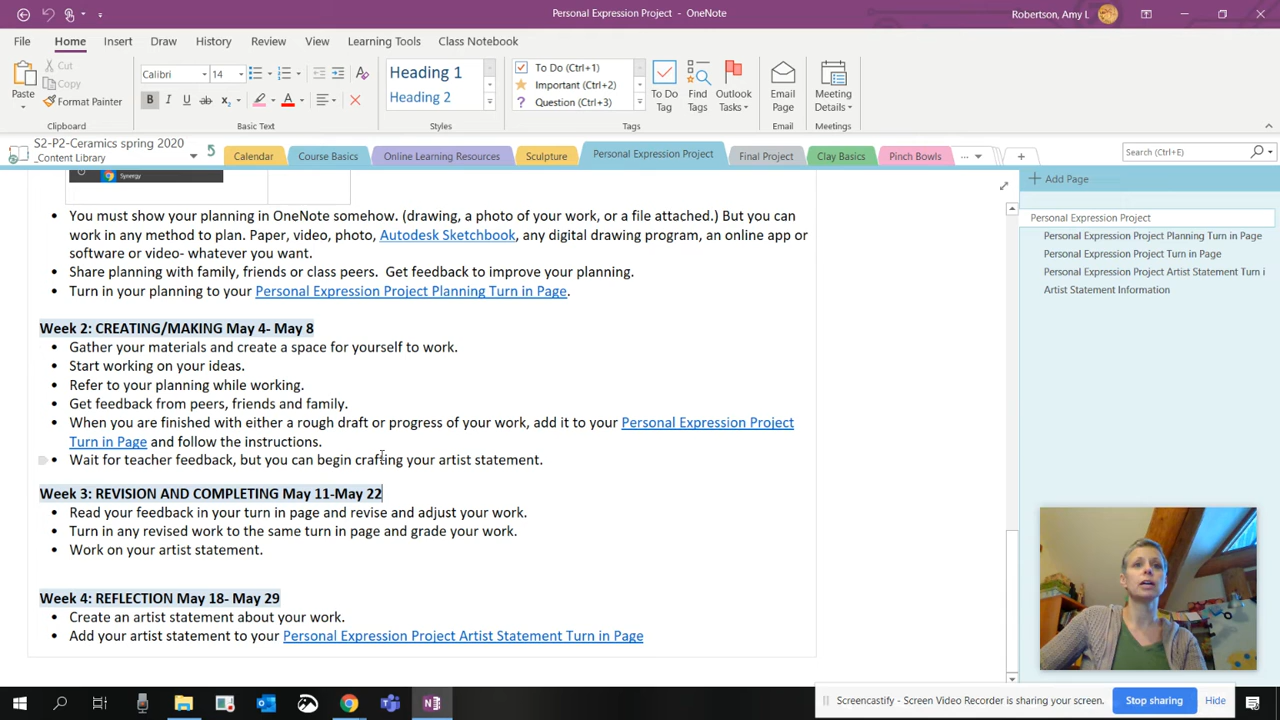 Personal Expression Project - OneNote
Robertson, Amy L
File Home Insert Draw History Review View Learning Tools Class Notebook
Paste
Cut
Copy
Format Painter
Clipboard
Calibri 14
B I U ab x₂ A
Basic Text
Heading 1
Heading 2
Styles
To Do (Ctrl+1)
Important (Ctrl+2)
? Question (Ctrl+3)
To Do Tag
Find Tags
Outlook Tasks
Tags
Email Page
Email
Meeting Details
Meetings
S2-P2-Ceramics spring 2020
_Content Library
Calendar Course Basics Online Learning Resources Sculpture Personal Expression Project Final Project Clay Basics Pinch Bowls ... +
Search (Ctrl+E)
Synergy
• You must show your planning in OneNote somehow. (drawing, a photo of your work, or a file attached.) But you can
work in any method to plan. Paper, video, photo, Autodesk Sketchbook, any digital drawing program, an online app or
software or video- whatever you want.
• Share planning with family, friends or class peers. Get feedback to improve your planning.
• Turn in your planning to your Personal Expression Project Planning Turn in Page.
Week 2: CREATING/MAKING May 4- May 8
• Gather your materials and create a space for yourself to work.
• Start working on your ideas.
• Refer to your planning while working.
• Get feedback from peers, friends and family.
• When you are finished with either a rough draft or progress of your work, add it to your Personal Expression Project
Turn in Page and follow the instructions.
• Wait for teacher feedback, but you can begin crafting your artist statement.
Week 3: REVISION AND COMPLETING May 11-May 22
• Read your feedback in your turn in page and revise and adjust your work.
• Turn in any revised work to the same turn in page and grade your work.
• Work on your artist statement.
Week 4: REFLECTION May 18- May 29
• Create an artist statement about your work.
• Add your artist statement to your Personal Expression Project Artist Statement Turn in Page
+ Add Page
Personal Expression Project
Personal Expression Project Planning Turn in Page
Personal Expression Project Turn in Page
Personal Expression Project Artist Statement Turn i
Artist Statement Information
Screencastify - Screen Video Recorder is sharing your screen.
Stop sharing
Hide